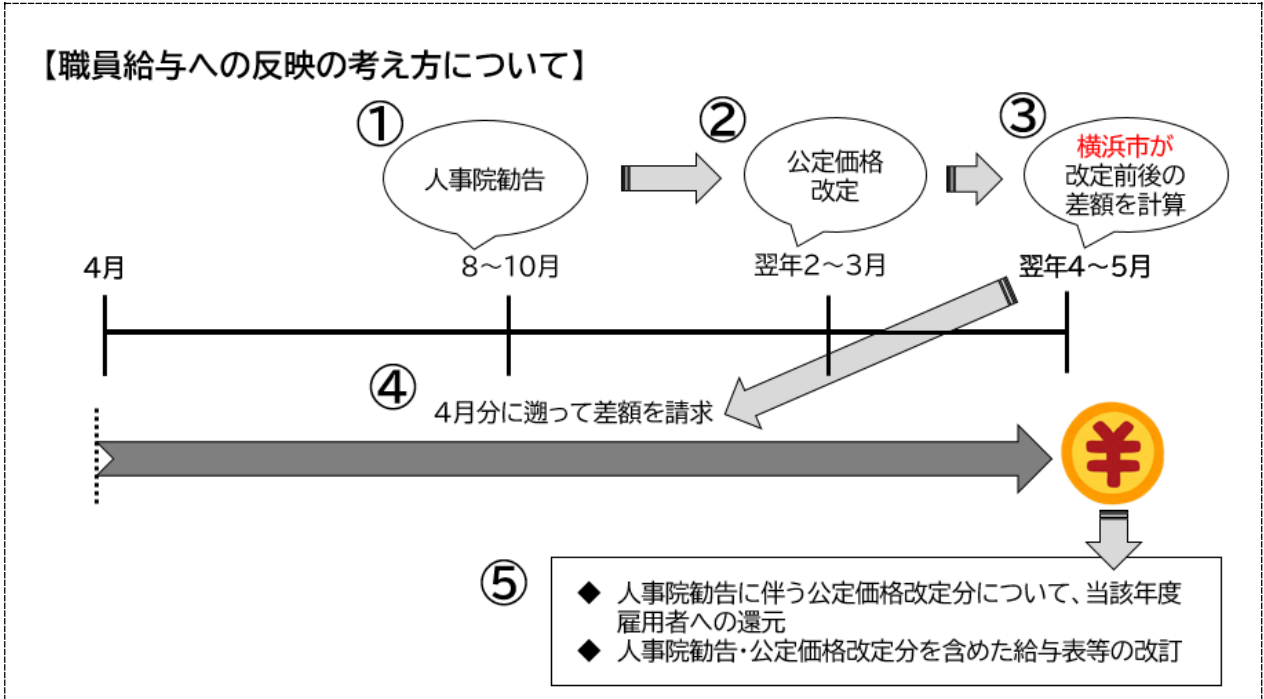 【職員給与への反映の考え方について】
①
人事院勧告
②
公定価格
改定
③
横浜市が
改定前後の
差額を計算
4月
8～10月
翌年2～3月
翌年4～5月
④
4月分に遡って差額を請求
¥
⑤
◆ 人事院勧告に伴う公定価格改定分について、当該年度
雇用者への還元
◆ 人事院勧告・公定価格改定分を含めた給与表等の改訂